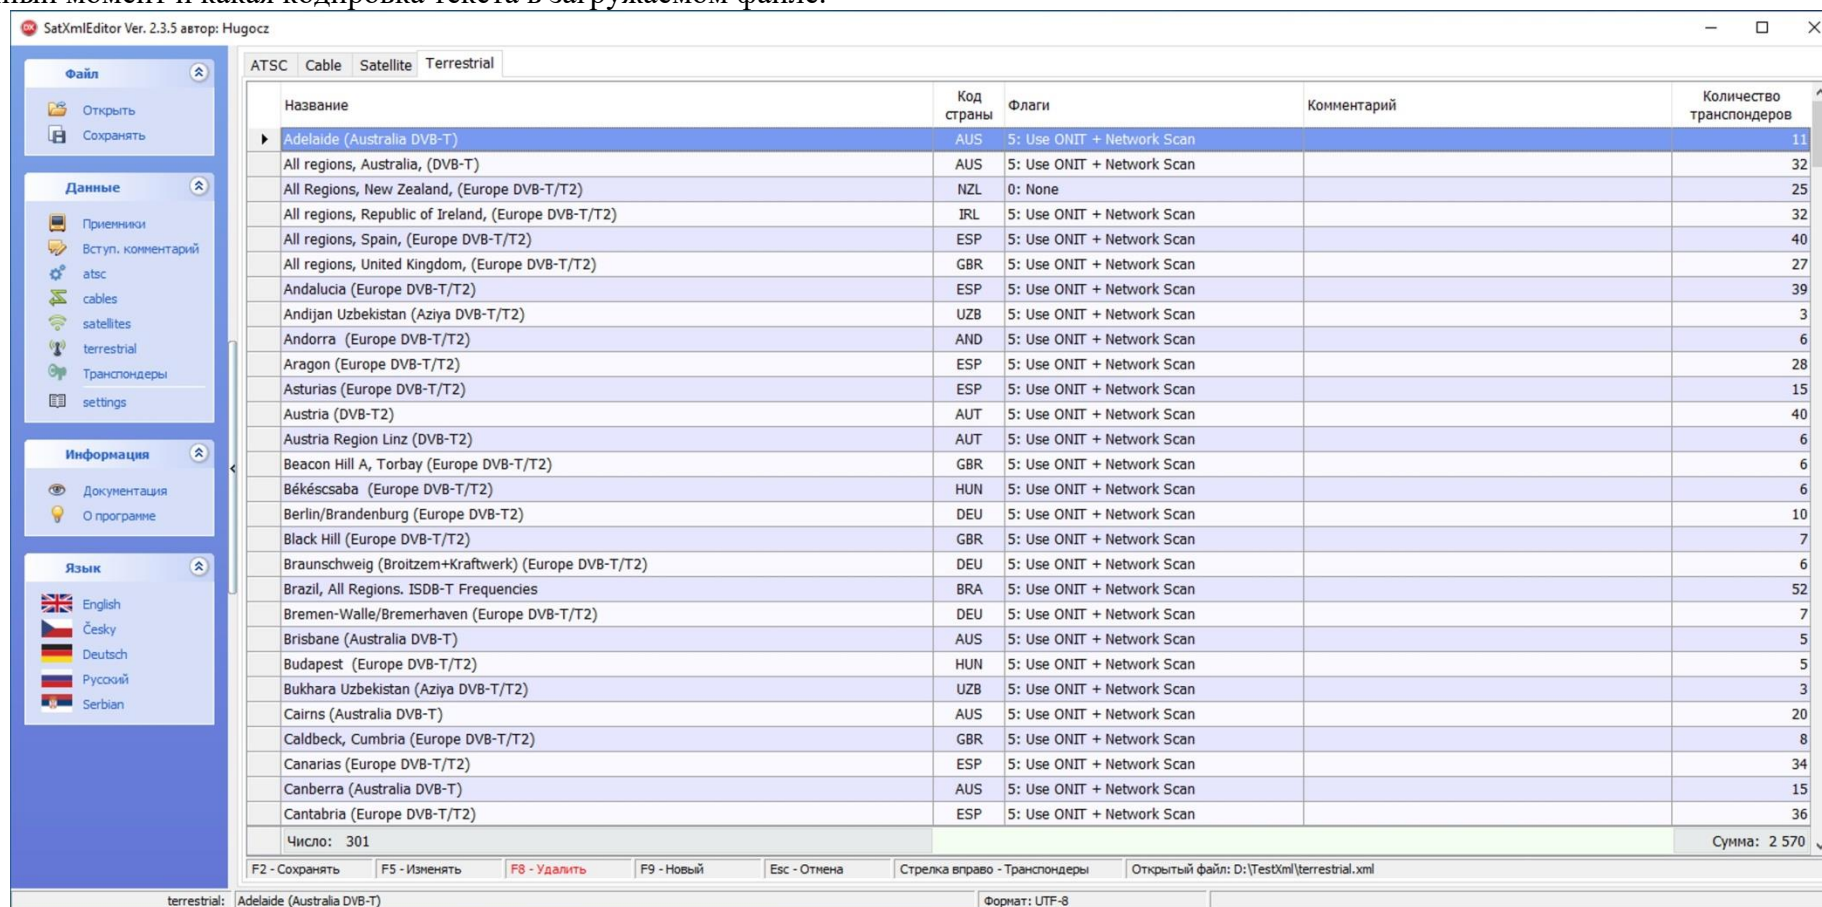 нный момент и какая кодировка текста в загружаемом файле.
SatXmlEditor Ver. 2.3.5 автор: Hugocz
Файл
Открыть
Сохранять
Данные
Приемники
Вступ. комментарий
atsc
cables
satellites
terrestrial
Транспондеры
settings
Информация
Документация
О программе
Язык
English
Česky
Deutsch
Русский
Serbian
ATSC Cable Satellite Terrestrial
Название Код страны Флаги Комментарий Количество транспондеров
Adelaide (Australia DVB-T) AUS 5: Use ONIT + Network Scan 11
All regions, Australia, (DVB-T) AUS 5: Use ONIT + Network Scan 32
All Regions, New Zealand, (Europe DVB-T/T2) NZL 0: None 25
All regions, Republic of Ireland, (Europe DVB-T/T2) IRL 5: Use ONIT + Network Scan 32
All regions, Spain, (Europe DVB-T/T2) ESP 5: Use ONIT + Network Scan 40
All regions, United Kingdom, (Europe DVB-T/T2) GBR 5: Use ONIT + Network Scan 27
Andalucia (Europe DVB-T/T2) ESP 5: Use ONIT + Network Scan 39
Andijan Uzbekistan (Aziya DVB-T/T2) UZB 5: Use ONIT + Network Scan 3
Andorra (Europe DVB-T/T2) AND 5: Use ONIT + Network Scan 6
Aragon (Europe DVB-T/T2) ESP 5: Use ONIT + Network Scan 28
Asturias (Europe DVB-T/T2) ESP 5: Use ONIT + Network Scan 15
Austria (DVB-T2) AUT 5: Use ONIT + Network Scan 40
Austria Region Linz (DVB-T2) AUT 5: Use ONIT + Network Scan 6
Beacon Hill A, Torbay (Europe DVB-T/T2) GBR 5: Use ONIT + Network Scan 6
Békéscsaba (Europe DVB-T/T2) HUN 5: Use ONIT + Network Scan 6
Berlin/Brandenburg (Europe DVB-T2) DEU 5: Use ONIT + Network Scan 10
Black Hill (Europe DVB-T/T2) GBR 5: Use ONIT + Network Scan 7
Braunschweig (Broitzem+Kraftwerk) (Europe DVB-T/T2) DEU 5: Use ONIT + Network Scan 6
Brazil, All Regions. ISDB-T Frequencies BRA 5: Use ONIT + Network Scan 52
Bremen-Walle/Bremerhaven (Europe DVB-T/T2) DEU 5: Use ONIT + Network Scan 7
Brisbane (Australia DVB-T) AUS 5: Use ONIT + Network Scan 5
Budapest (Europe DVB-T/T2) HUN 5: Use ONIT + Network Scan 5
Bukhara Uzbekistan (Aziya DVB-T/T2) UZB 5: Use ONIT + Network Scan 3
Cairns (Australia DVB-T) AUS 5: Use ONIT + Network Scan 20
Caldbeck, Cumbria (Europe DVB-T/T2) GBR 5: Use ONIT + Network Scan 8
Canarias (Europe DVB-T/T2) ESP 5: Use ONIT + Network Scan 34
Canberra (Australia DVB-T) AUS 5: Use ONIT + Network Scan 15
Cantabria (Europe DVB-T/T2) ESP 5: Use ONIT + Network Scan 36
Число: 301 Сумма: 2 570
F2 - Сохранять F5 - Изменять F8 - Удалить F9 - Новый Esc - Отмена Стрелка вправо - Транспондеры Открытый файл: D:\TestXml\terrestrial.xml
terrestrial: Adelaide (Australia DVB-T) Формат: UTF-8